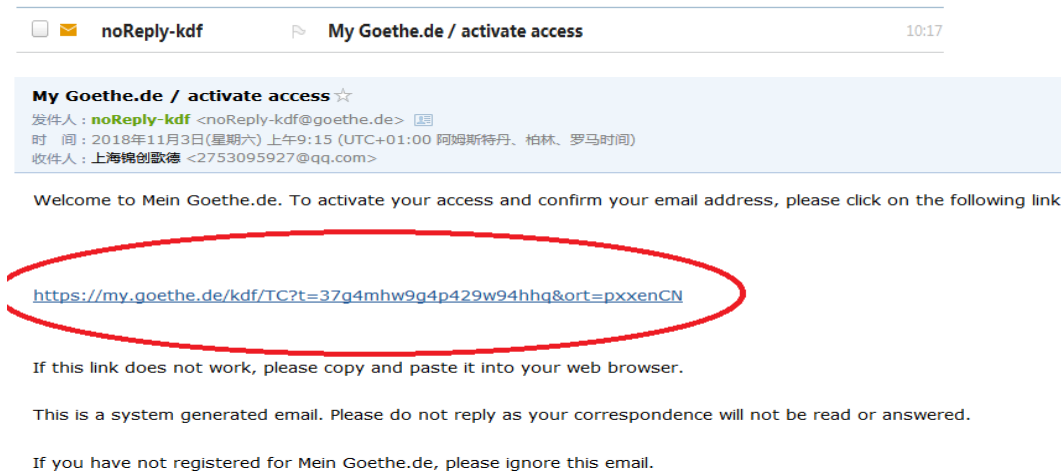 noReply-kdf My Goethe.de / activate access 10:17
My Goethe.de / activate access
发件人：noReply-kdf <noReply-kdf@goethe.de>
时 间：2018年11月3日(星期六) 上午9:15 (UTC+01:00 阿姆斯特丹、柏林、罗马时间)
收件人：上海锦创歌德 <2753095927@qq.com>
Welcome to Mein Goethe.de. To activate your access and confirm your email address, please click on the following link
https://my.goethe.de/kdf/TC?t=37g4mhw9g4p429w94hhq&ort=pxxenCN
If this link does not work, please copy and paste it into your web browser.
This is a system generated email. Please do not reply as your correspondence will not be read or answered.
If you have not registered for Mein Goethe.de, please ignore this email.